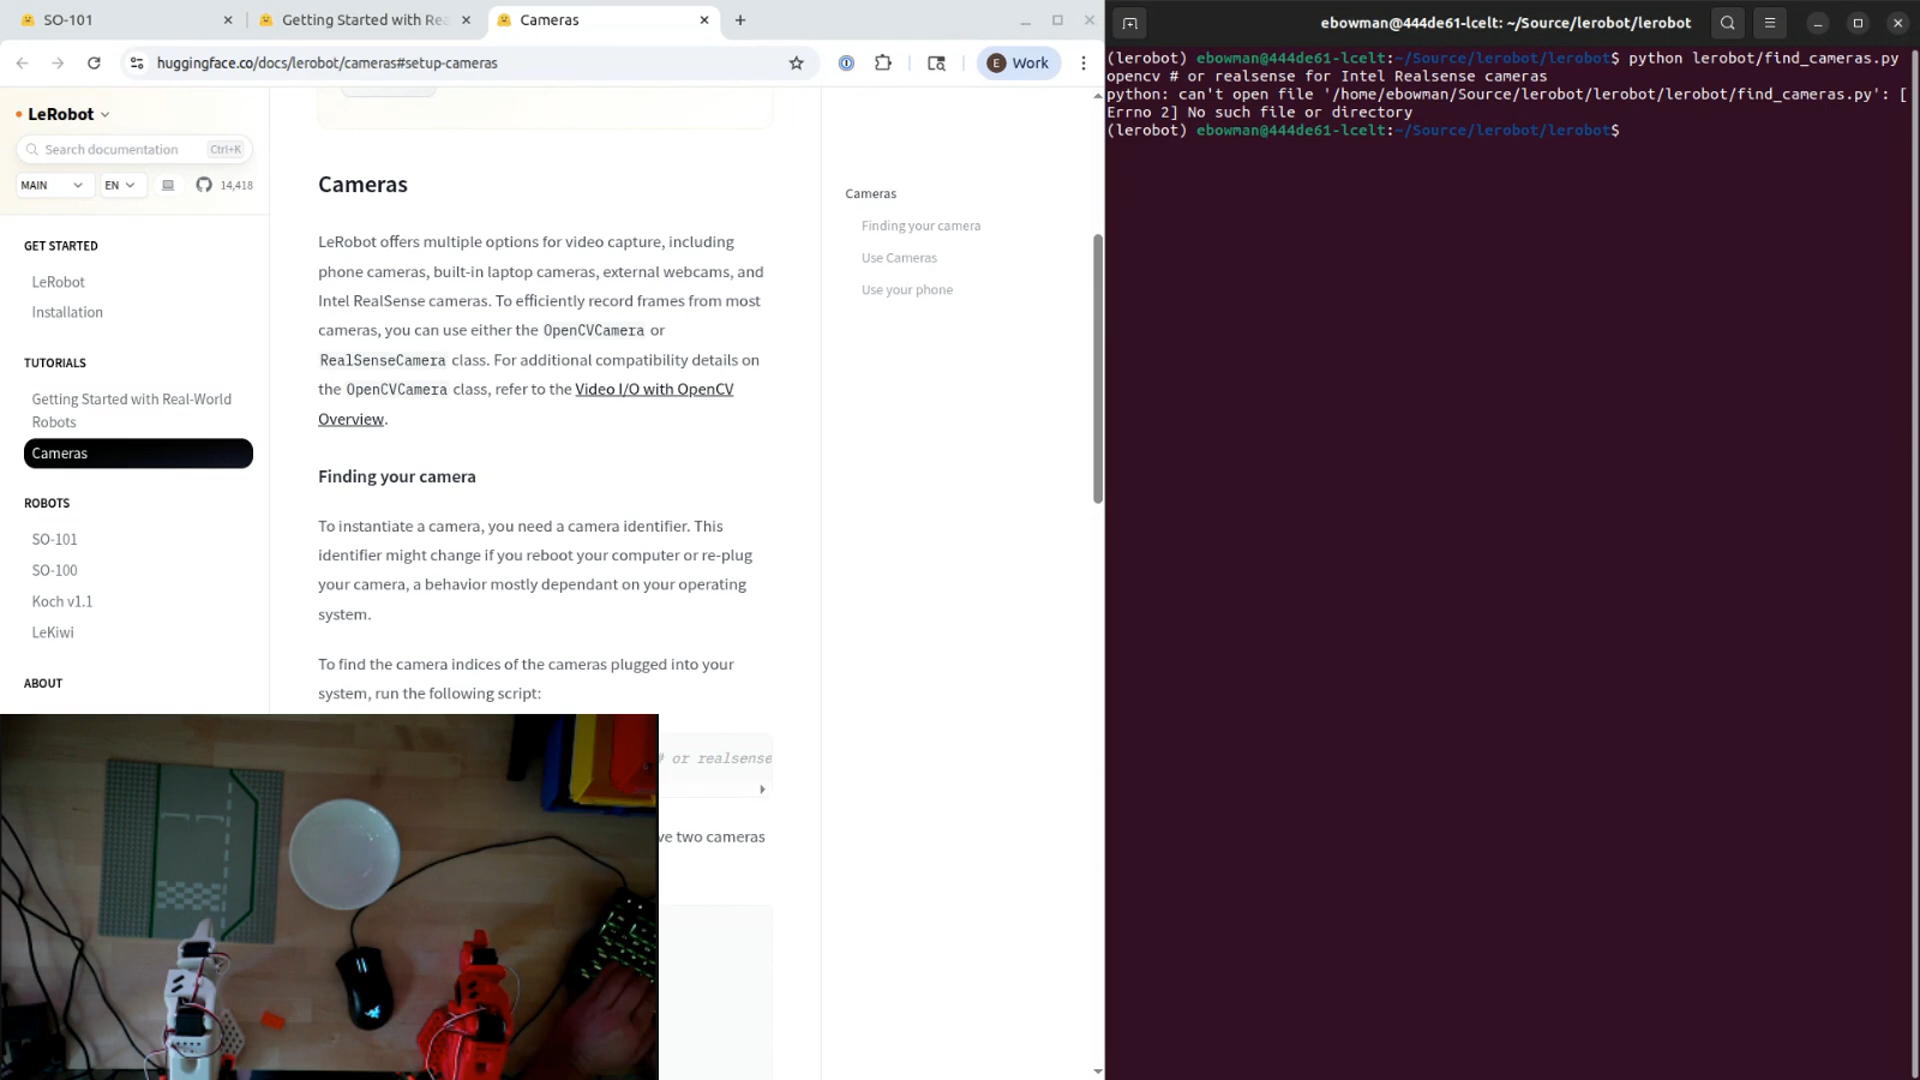 SO-101
Getting Started with Rea
Cameras
huggingface.co/docs/lerobot/cameras#setup-cameras
E Work
LeRobot
Search documentation Ctrl+K
MAIN EN 14,418
GET STARTED
LeRobot
Installation
TUTORIALS
Getting Started with Real-World
Robots
Cameras
ROBOTS
SO-101
SO-100
Koch v1.1
LeKiwi
ABOUT
Cameras
LeRobot offers multiple options for video capture, including
phone cameras, built-in laptop cameras, external webcams, and
Intel RealSense cameras. To efficiently record frames from most
cameras, you can use either the OpenCVCamera or
RealSenseCamera class. For additional compatibility details on
the OpenCVCamera class, refer to the Video I/O with OpenCV
Overview.
Finding your camera
To instantiate a camera, you need a camera identifier. This
identifier might change if you reboot your computer or re-plug
your camera, a behavior mostly dependant on your operating
system.
To find the camera indices of the cameras plugged into your
system, run the following script:
# or realsense
ve two cameras
Cameras
Finding your camera
Use Cameras
Use your phone
ebowman@444de61-lcelt: ~/Source/lerobot/lerobot
(lerobot) ebowman@444de61-lcelt:~/Source/lerobot/lerobot$ python lerobot/find_cameras.py
opencv # or realsense for Intel Realsense cameras
python: can't open file '/home/ebowman/Source/lerobot/lerobot/lerobot/find_cameras.py': [
Errno 2] No such file or directory
(lerobot) ebowman@444de61-lcelt:~/Source/lerobot/lerobot$